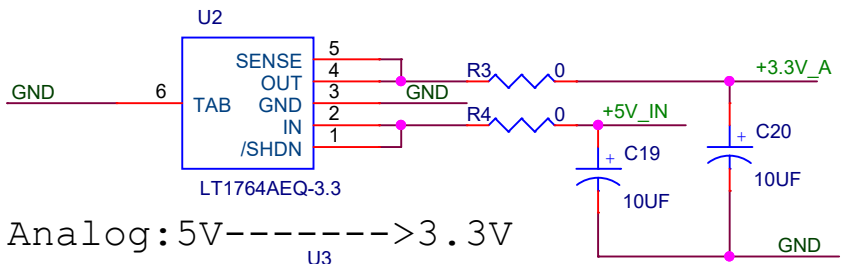 U2
SENSE 5
OUT 4
GND 3
IN 2
/SHDN 1
TAB 6
GND
GND
LT1764AEQ-3.3
R3 0
+3.3V_A
R4 0
+5V_IN
+ C19
10UF
+ C20
10UF
GND
Analog:5V------->3.3V
U3